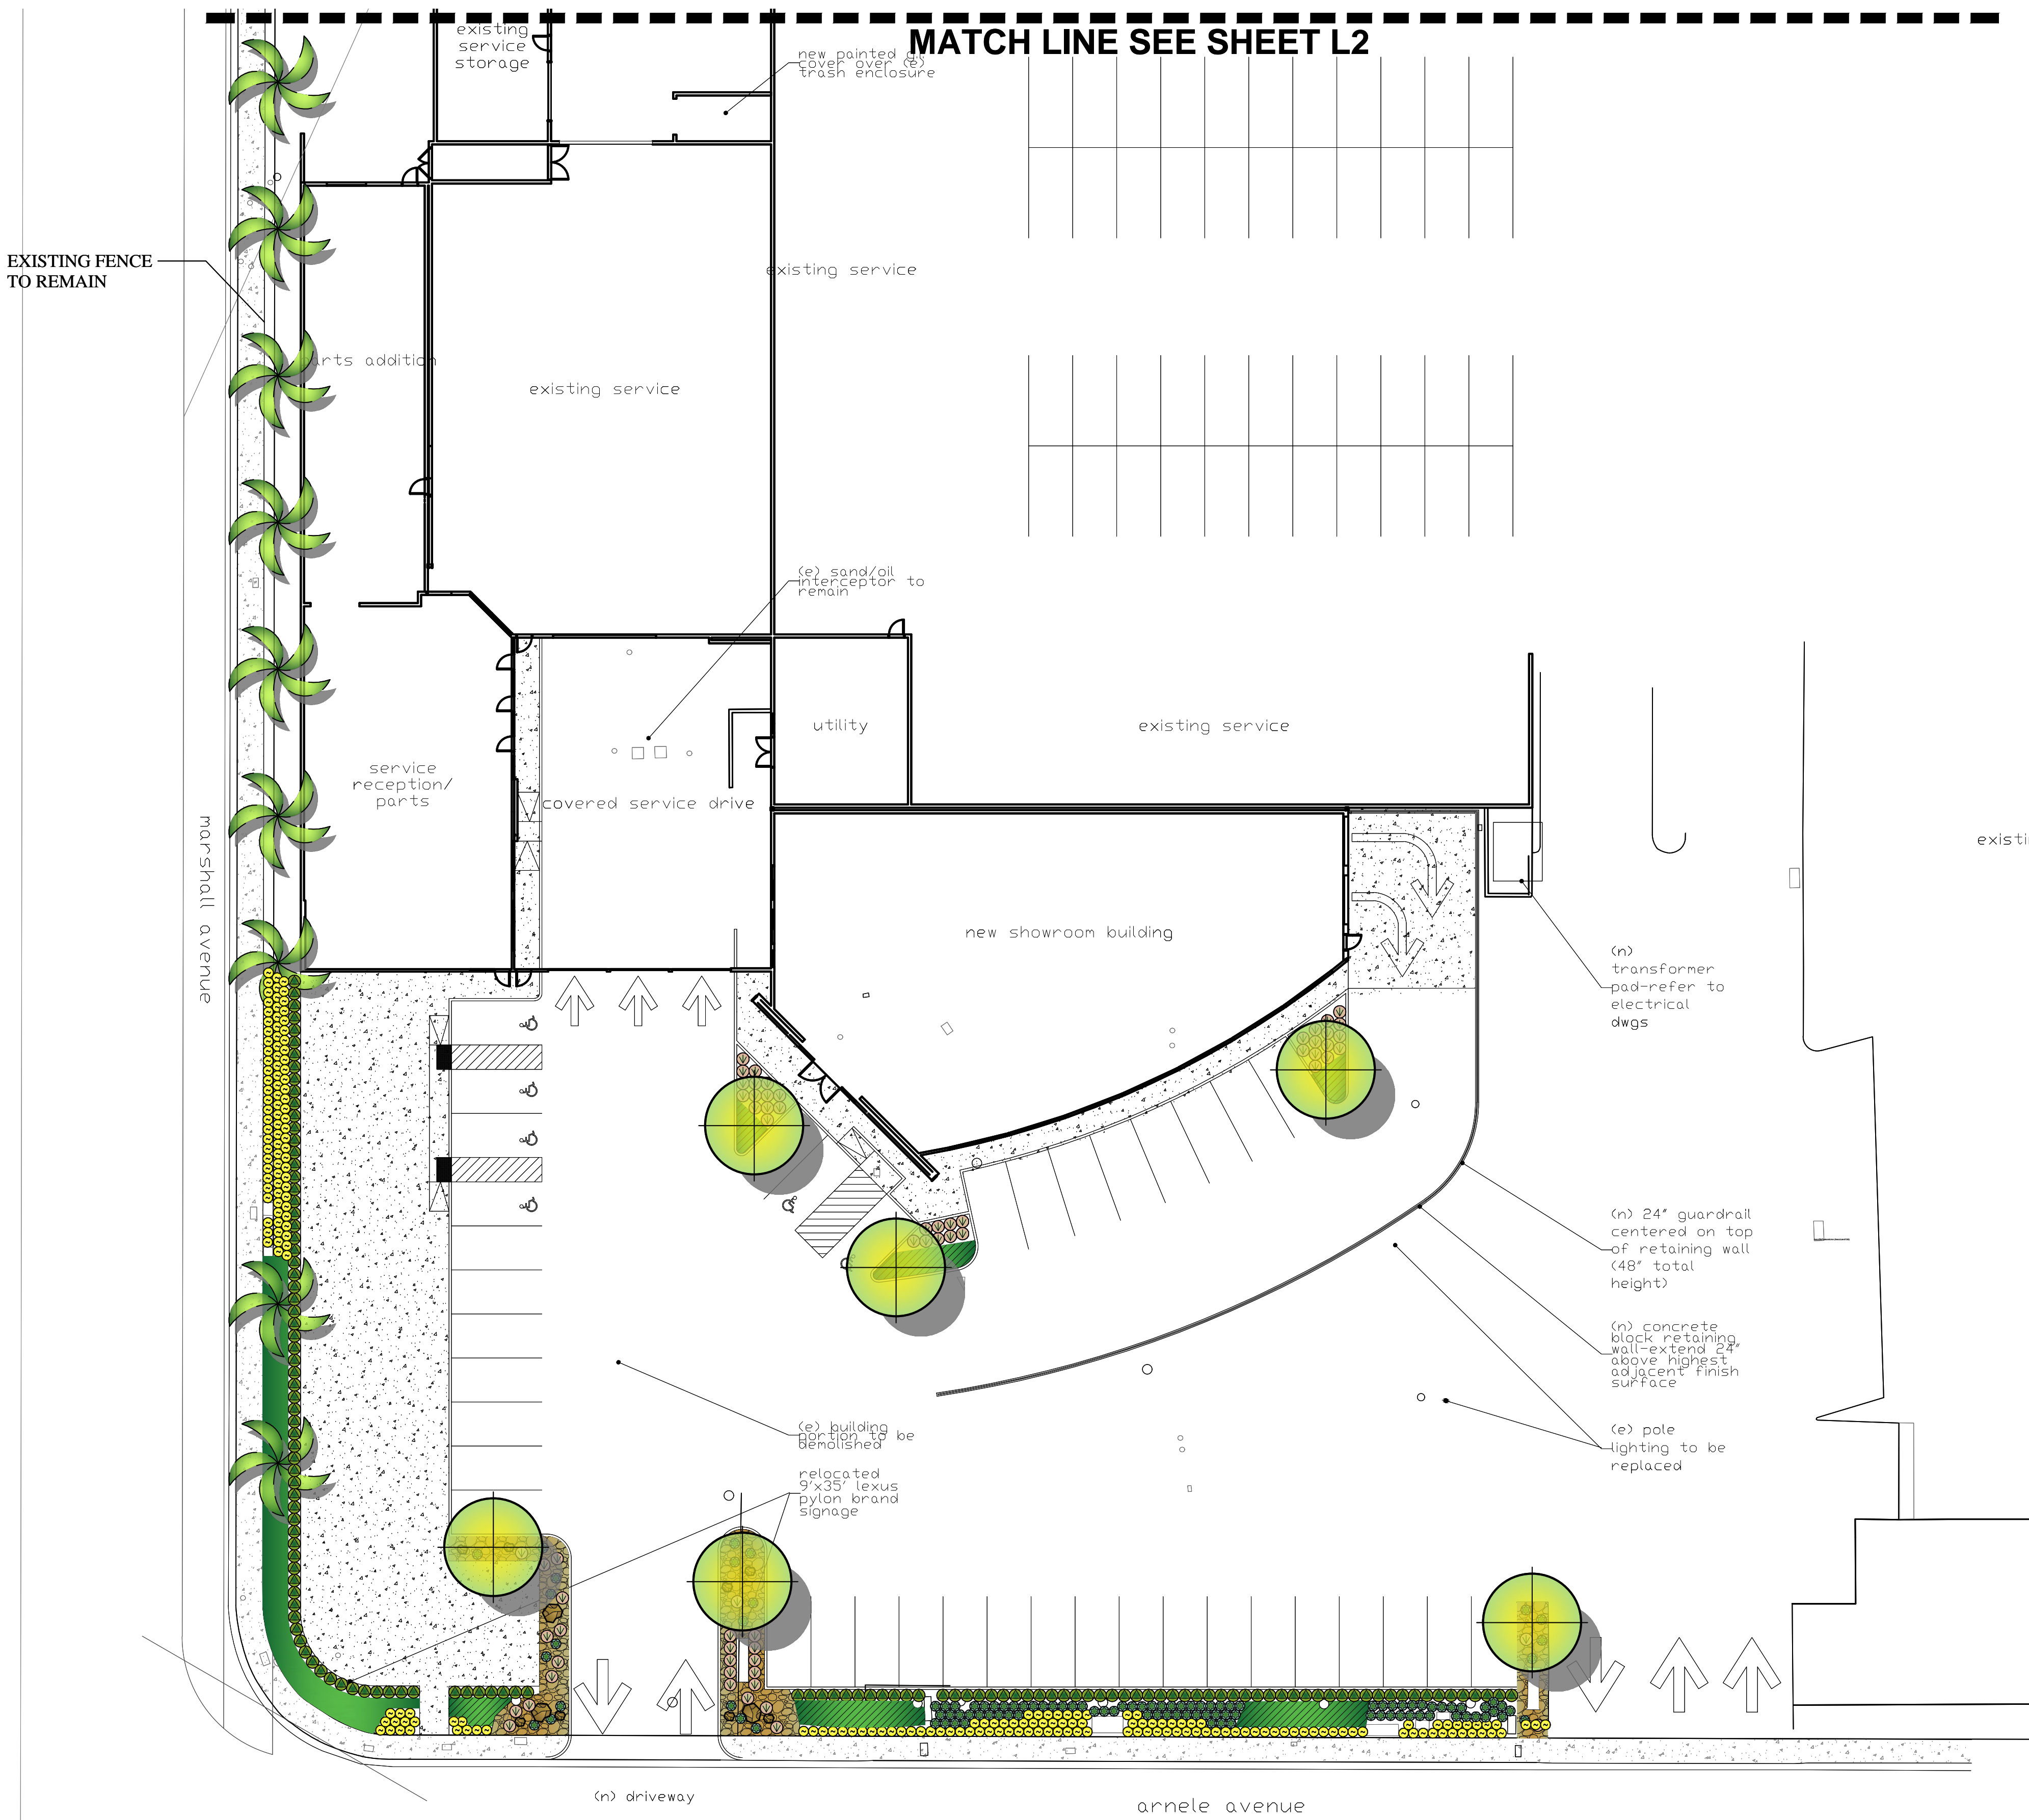 MATCH LINE SEE SHEET L2
existing
service
storage
new painted g.i.
cover over (e)
trash enclosure
EXISTING FENCE
TO REMAIN
existing service
arts addition
existing service
(e) sand/oil
interceptor to
remain
utility
existing service
service
reception/
parts
covered service drive
marshall avenue
existi
new showroom building
(n)
transformer
pad-refer to
electrical
dwgs
(n) 24" guardrail
centered on top
of retaining wall
(48" total
height)
(n) concrete
block retaining
wall-extend 24"
above highest
adjacent finish
surface
(e) building
portion to be
demolished
(e) pole
lighting to be
replaced
relocated
9'x35' lexus
pylon brand
signage
(n) driveway
arnele avenue